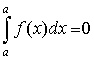 ∫ₐᵃ f(x)dx=0